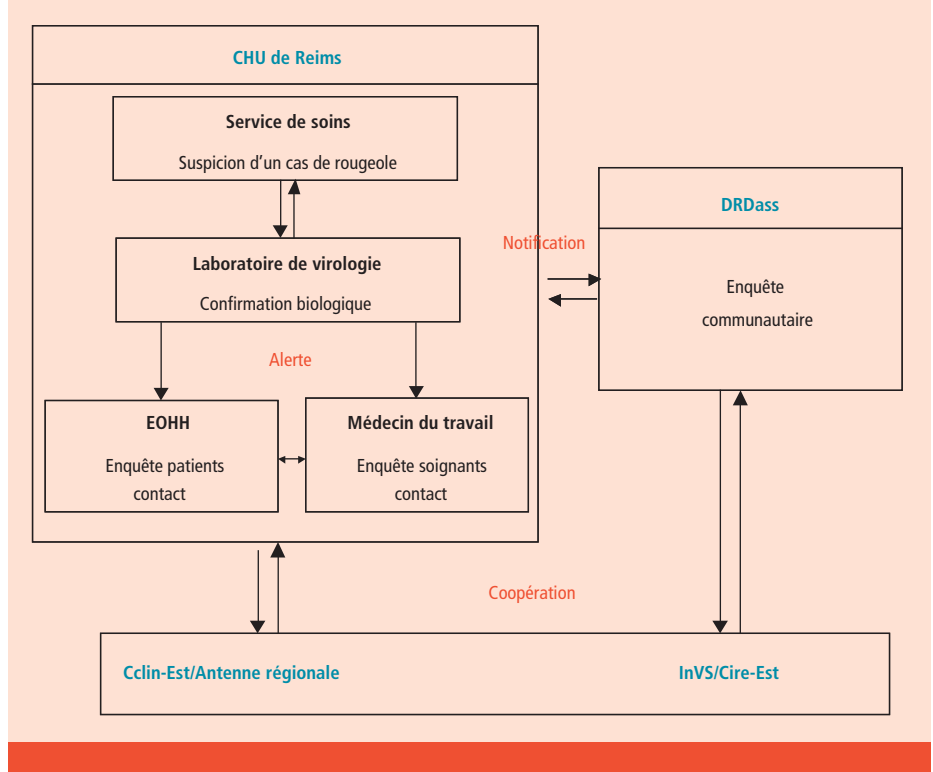 CHU de Reims
Service de soins
Suspicion d'un cas de rougeole
Laboratoire de virologie
Confirmation biologique
Alerte
EOHH
Enquête patients
contact
Médecin du travail
Enquête soignants
contact
Notification
DRDass
Enquête
communautaire
Coopération
Cclin-Est/Antenne régionale
InVS/Cire-Est